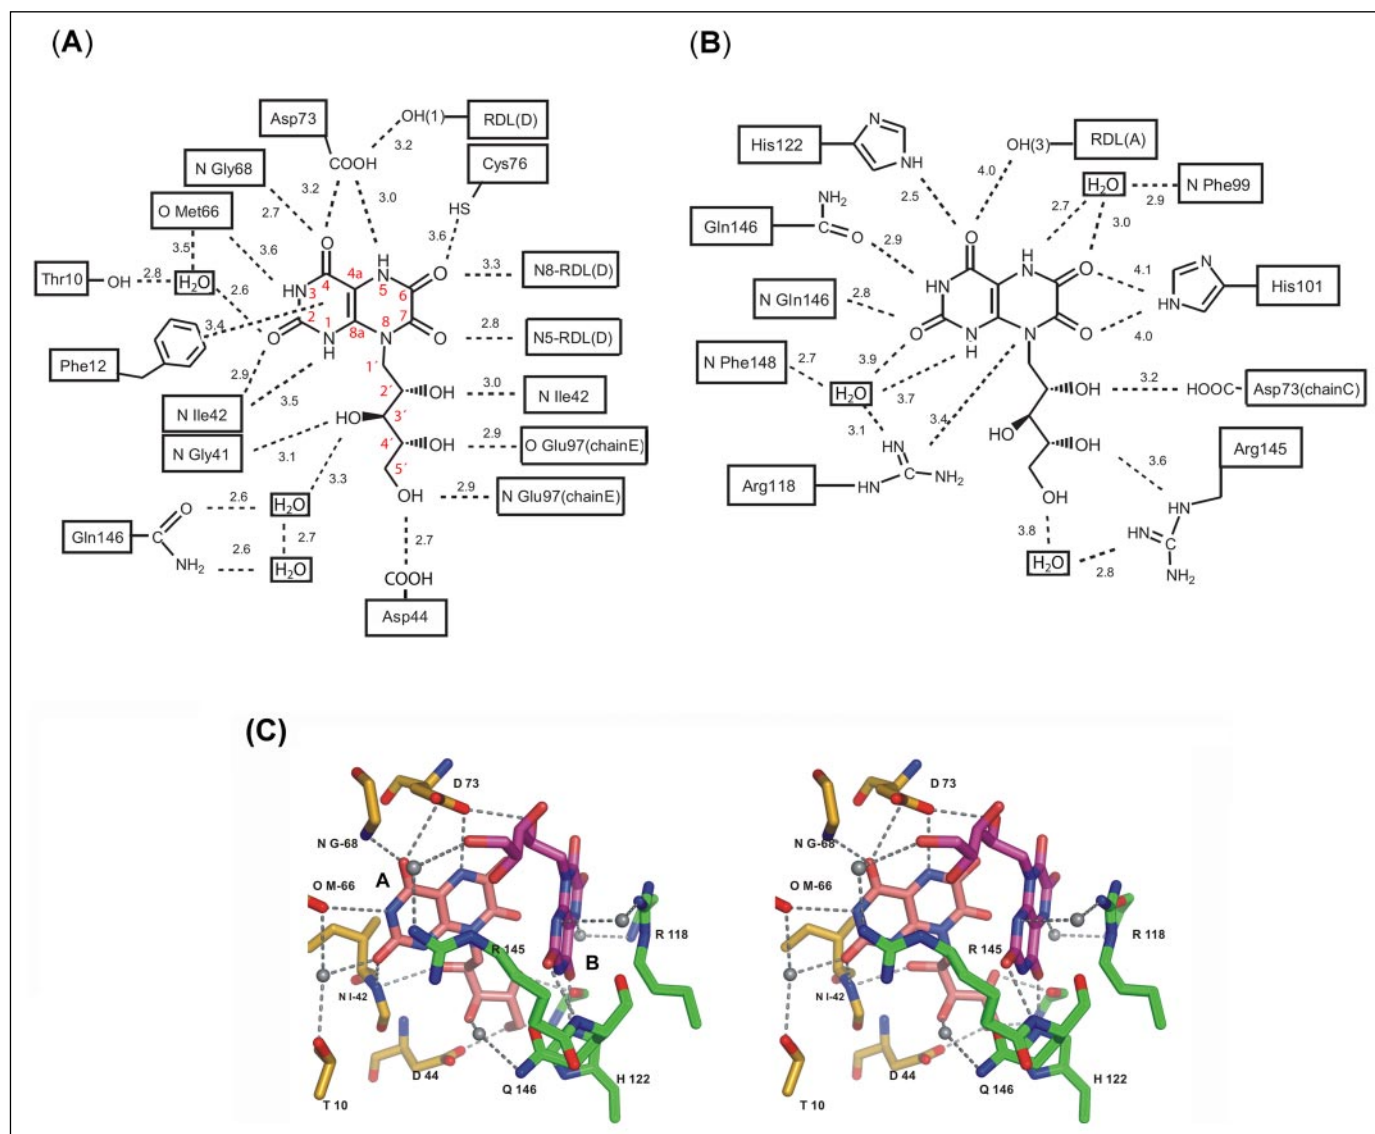 (A)
Asp73
OH(1)
RDL(D)
3.2
Cys76
COOH
N Gly68
3.2
3.0
HS
O Met66
2.7
3.6
3.5
3.6
O
O
3.3
N8-RDL(D)
Thr10
OH
2.8
H₂O
HN
3
4
4a
H
N
5
6
2.6
2
1
8a
8
7
3.4
O
N
H
N
O
2.8
N5-RDL(D)
Phe12
1´
2.9
2´
OH
3.0
N Ile42
N Ile42
3.5
HO
3´
N Gly41
4´
OH
2.9
O Glu97(chainE)
3.1
5´
3.3
OH
2.9
N Glu97(chainE)
2.6
O
H₂O
Gln146
C
2.7
2.7
2.6
NH₂
H₂O
COOH
Asp44
(B)
N
His122
NH
OH(3)
RDL(A)
4.0
H₂O
N Phe99
2.5
2.9
NH₂
2.7
3.0
Gln146
C
O
2.9
O
H
N
O
4.1
N
HN
HN
His101
N Gln146
2.8
O
N
H
N
O
4.0
N Phe148
2.7
3.9
H₂O
3.7
OH
3.2
HOOC
Asp73(chainC)
3.4
HO
OH
3.1
HN
Arg145
3.6
Arg118
HN
C
NH₂
OH
HN
3.8
HN
C
H₂O
2.8
NH₂
(C)
D 73
N G-68
A
O M-66
R 145
R 118
B
N I-42
D 44
Q 146
H 122
T 10
D 73
N G-68
O M-66
R 145
R 118
N I-42
D 44
Q 146
H 122
T 10